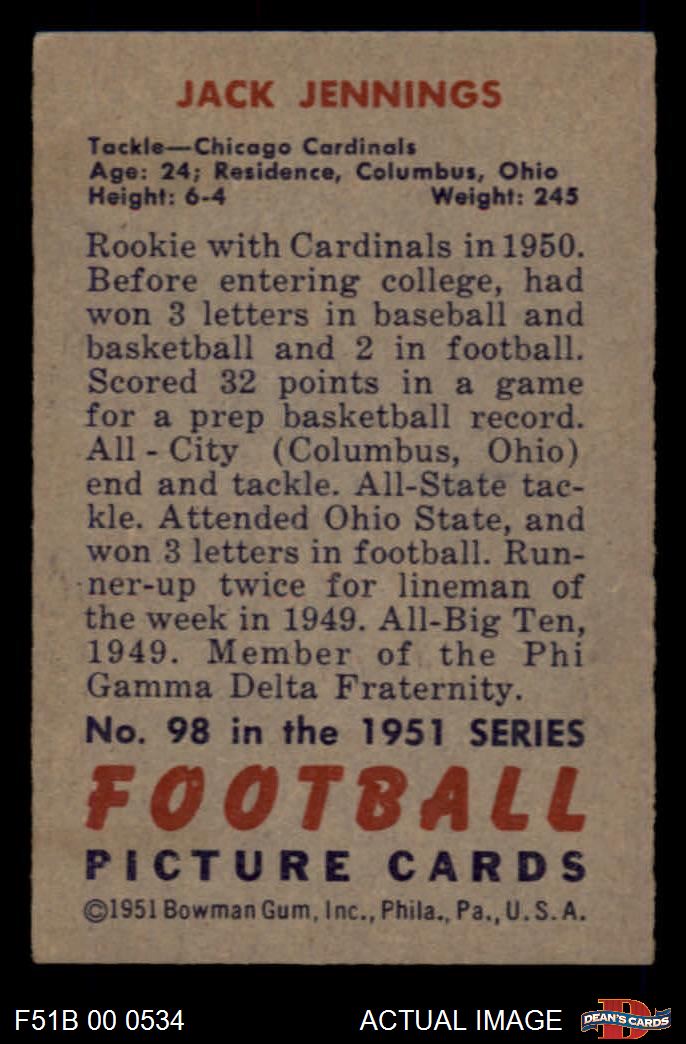 JACK JENNINGS
Tackle—Chicago Cardinals
Age: 24; Residence, Columbus, Ohio
Height: 6-4 Weight: 245
Rookie with Cardinals in 1950.
Before entering college, had
won 3 letters in baseball and
basketball and 2 in football.
Scored 32 points in a game
for a prep basketball record.
All - City (Columbus, Ohio)
end and tackle. All-State tac-
kle. Attended Ohio State, and
won 3 letters in football. Run-
ner-up twice for lineman of
the week in 1949. All-Big Ten,
1949. Member of the Phi
Gamma Delta Fraternity.
No. 98 in the 1951 SERIES
FOOTBALL
PICTURE CARDS
©1951 Bowman Gum, Inc., Phila., Pa., U.S.A.
F51B 00 0534 ACTUAL IMAGE D DEAN'S CARDS